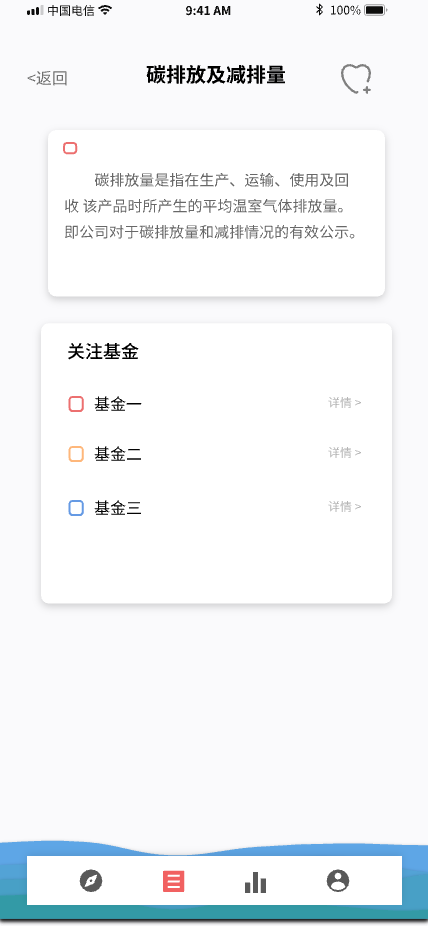 中国电信 9:41 AM 100%
<返回 碳排放及减排量
碳排放量是指在生产、运输、使用及回
收 该产品时所产生的平均温室气体排放量。
即公司对于碳排放量和减排情况的有效公示。
关注基金
基金一 详情 >
基金二 详情 >
基金三 详情 >